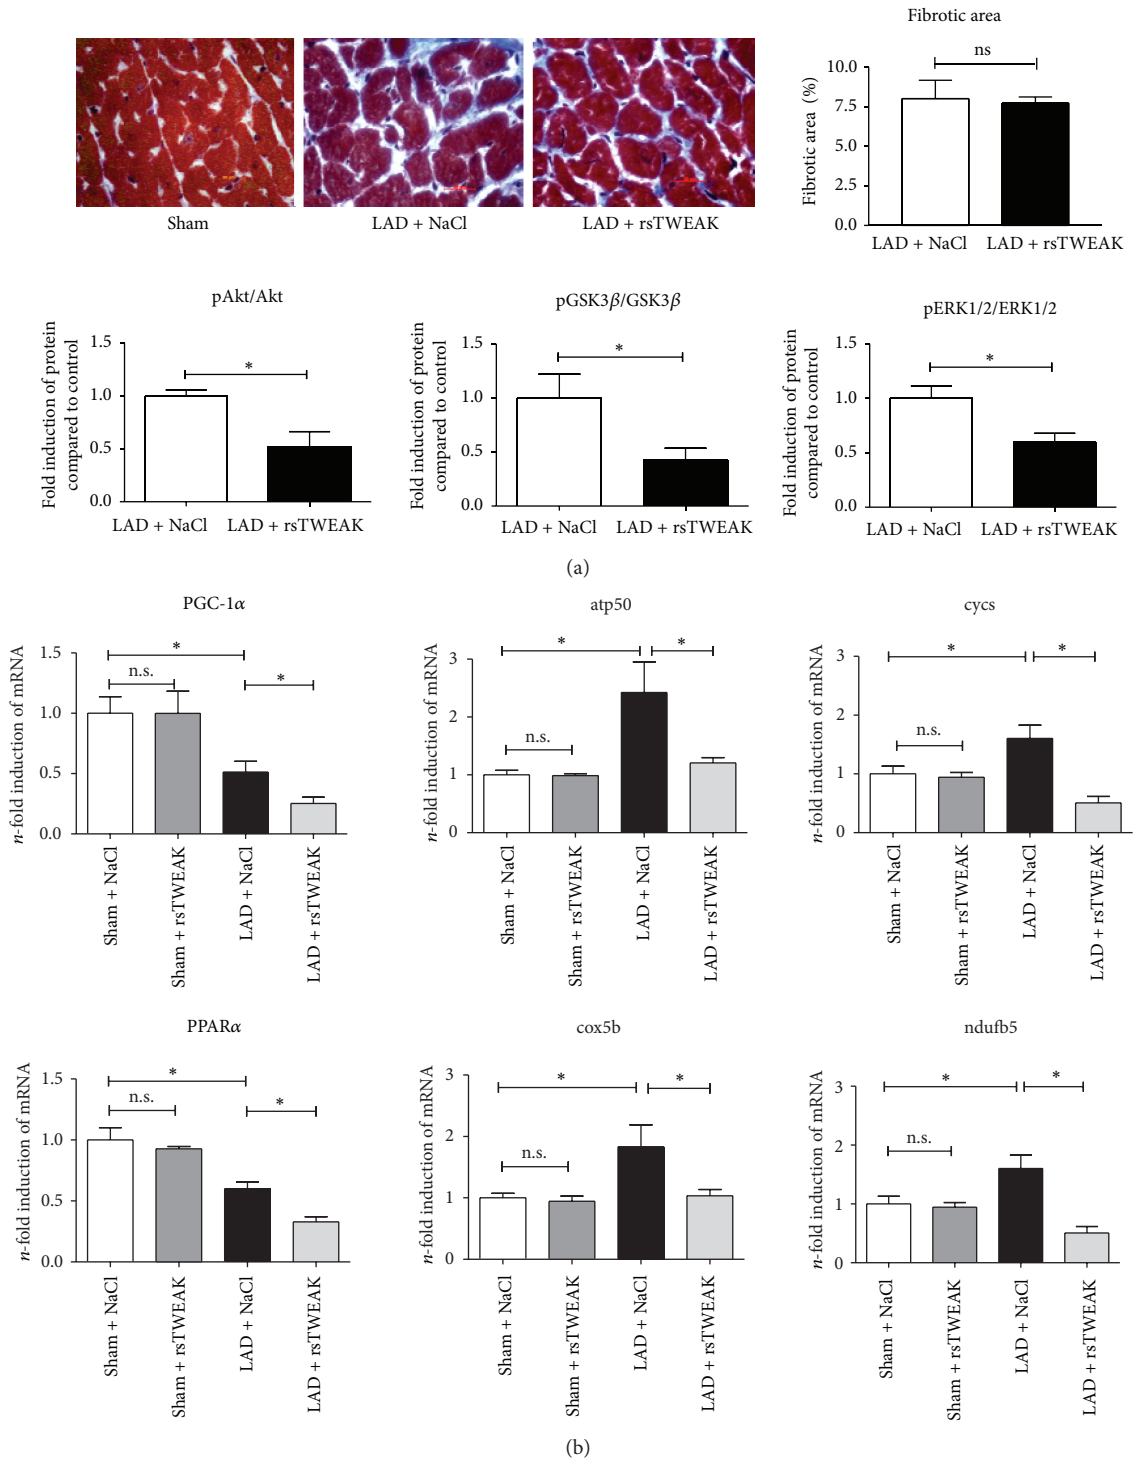 Fibrotic area
Sham
LAD + NaCl
LAD + rsTWEAK
Fibrotic area (%)
10.0
7.5
5.0
2.5
0.0
ns
LAD + NaCl
LAD + rsTWEAK
pAkt/Akt
Fold induction of protein
compared to control
1.5
1.0
0.5
0.0
*
LAD + NaCl
LAD + rsTWEAK
pGSK3β/GSK3β
Fold induction of protein
compared to control
1.5
1.0
0.5
0.0
*
LAD + NaCl
LAD + rsTWEAK
pERK1/2/ERK1/2
Fold induction of protein
compared to control
1.5
1.0
0.5
0.0
*
LAD + NaCl
LAD + rsTWEAK
(a)
PGC-1α
n-fold induction of mRNA
1.5
1.0
0.5
0.0
*
n.s.
*
Sham + NaCl
Sham + rsTWEAK
LAD + NaCl
LAD + rsTWEAK
atp50
n-fold induction of mRNA
3
2
1
0
*
*
n.s.
Sham + NaCl
Sham + rsTWEAK
LAD + NaCl
LAD + rsTWEAK
cycs
n-fold induction of mRNA
3
2
1
0
*
*
n.s.
Sham + NaCl
Sham + rsTWEAK
LAD + NaCl
LAD + rsTWEAK
PPARα
n-fold induction of mRNA
1.5
1.0
0.5
0.0
*
n.s.
*
Sham + NaCl
Sham + rsTWEAK
LAD + NaCl
LAD + rsTWEAK
cox5b
n-fold induction of mRNA
3
2
1
0
*
*
n.s.
Sham + NaCl
Sham + rsTWEAK
LAD + NaCl
LAD + rsTWEAK
ndufb5
n-fold induction of mRNA
3
2
1
0
*
*
n.s.
Sham + NaCl
Sham + rsTWEAK
LAD + NaCl
LAD + rsTWEAK
(b)